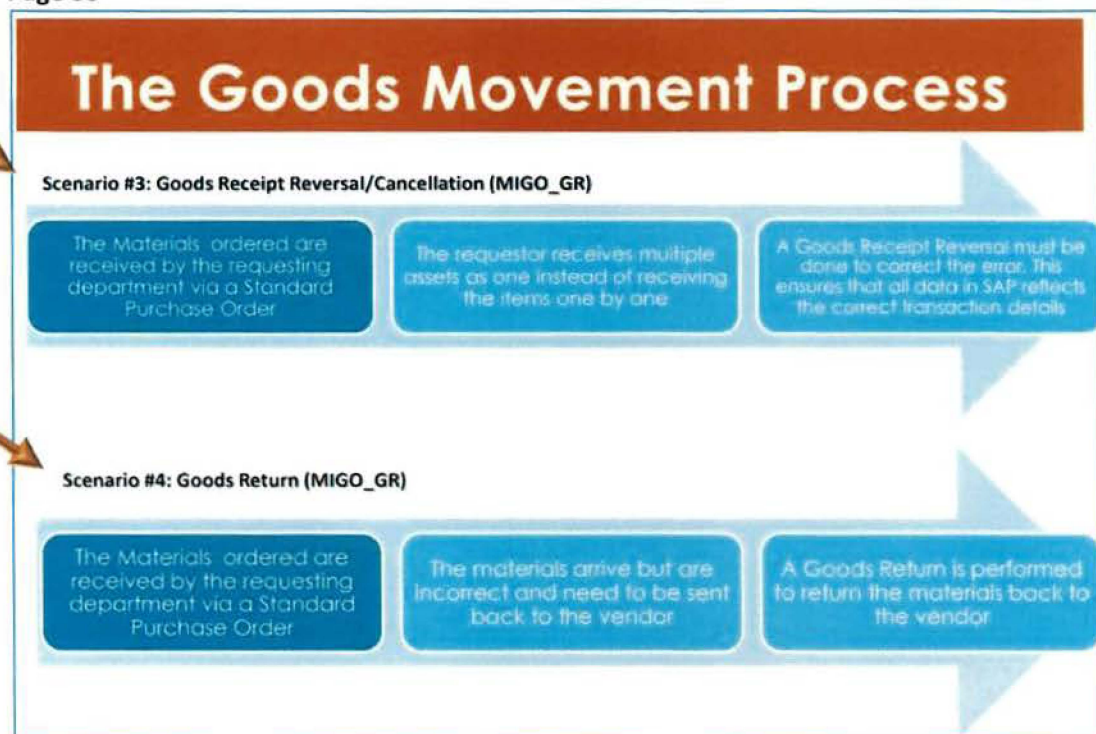 The Goods Movement Process
Scenario #3: Goods Receipt Reversal/Cancellation (MIGO_GR)
The Materials ordered are
received by the requesting
department via a Standard
Purchase Order
The requestor receives multiple
assets as one instead of receiving
the items one by one
A Goods Receipt Reversal must be
done to correct the error. This
ensures that all data in SAP reflects
the correct transaction details
Scenario #4: Goods Return (MIGO_GR)
The Materials ordered are
received by the requesting
department via a Standard
Purchase Order
The materials arrive but are
incorrect and need to be sent
back to the vendor
A Goods Return is performed
to return the materials back to
the vendor